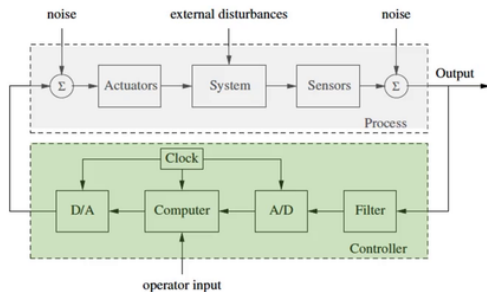 noise
external disturbances
noise
Σ
Actuators
System
Sensors
Σ
Output
Process
Clock
D/A
Computer
A/D
Filter
Controller
operator input